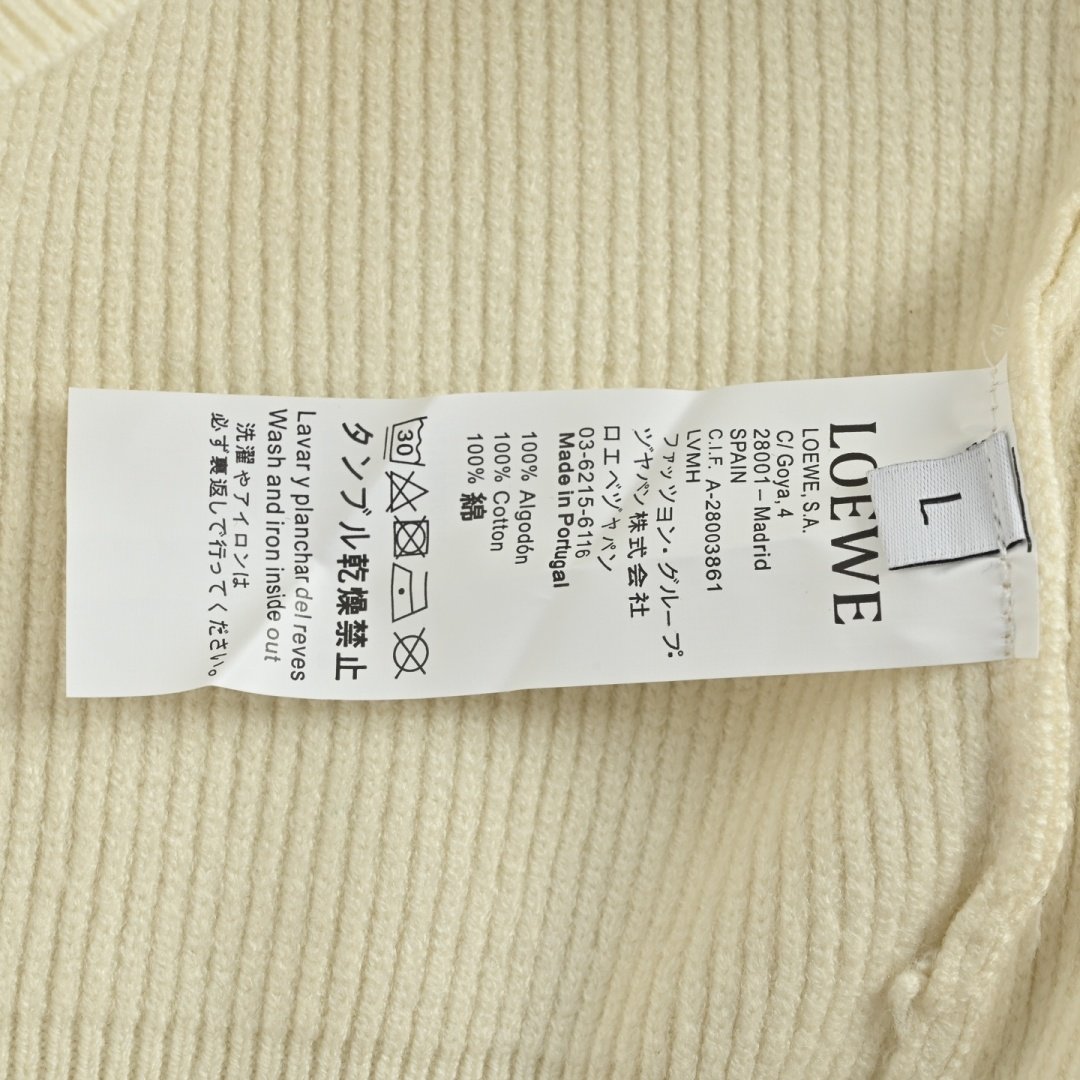 L
LOEWE
LOEWE, S.A.
C/ Goya, 4
28001 – Madrid
SPAIN
C.I.F. A-28003861
LVMH
ファッツョン・グループ・
ヅャパン株式会社
ロエベヅャパン
03-6215-6116
Made in Portugal
100% Algodón
100% Cotton
100% 綿
30
タンブル乾燥禁止
Lavar y planchar del reves
Wash and iron inside out
洗濯やアイロンは
必ず裏返しで行ってください。